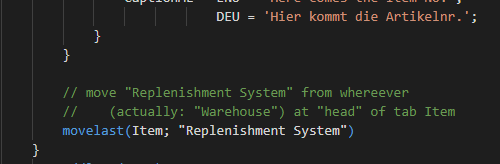 DEU = 'Hier kommt die Artikelnr.';
}
}
// move "Replenishment System" from whereever
//    (actually: "Warehouse") at "head" of tab Item
movelast(Item; "Replenishment System")
}